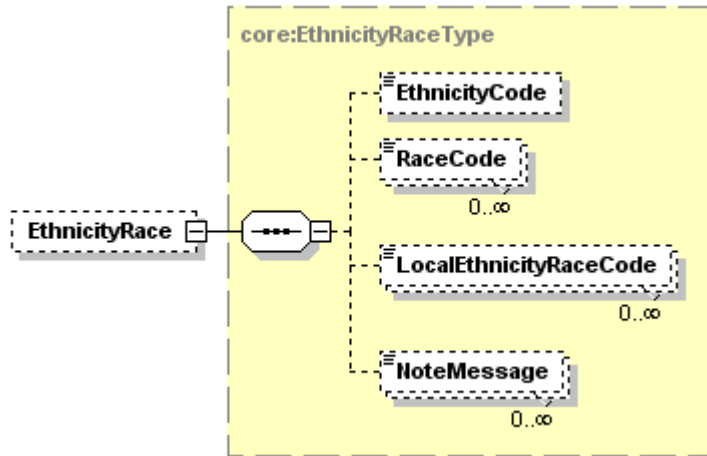 core:EthnicityRaceType
EthnicityCode
RaceCode
0..∞
EthnicityRace
LocalEthnicityRaceCode
0..∞
NoteMessage
0..∞